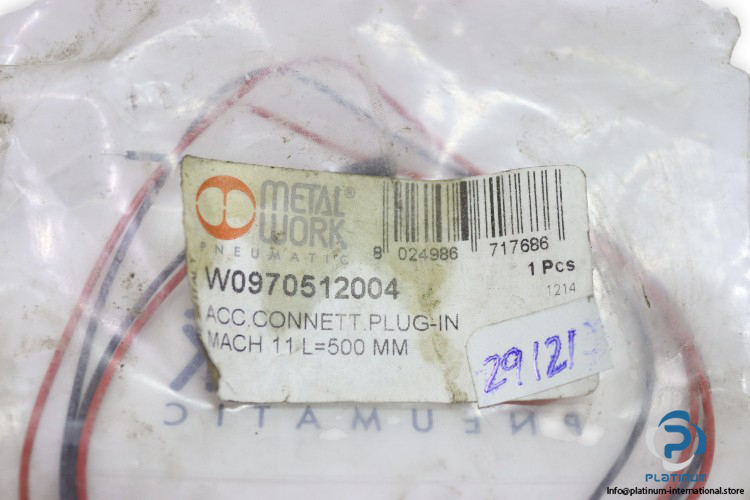 METAL®
WORK
PNEUMATIC
8 024986 717686
W0970512004
1 Pcs
1214
ACC.CONNETT.PLUG-IN
MACH 11 L=500 MM
29121
PNEUMATIC
PLATINUM
Info@platinum-international.store